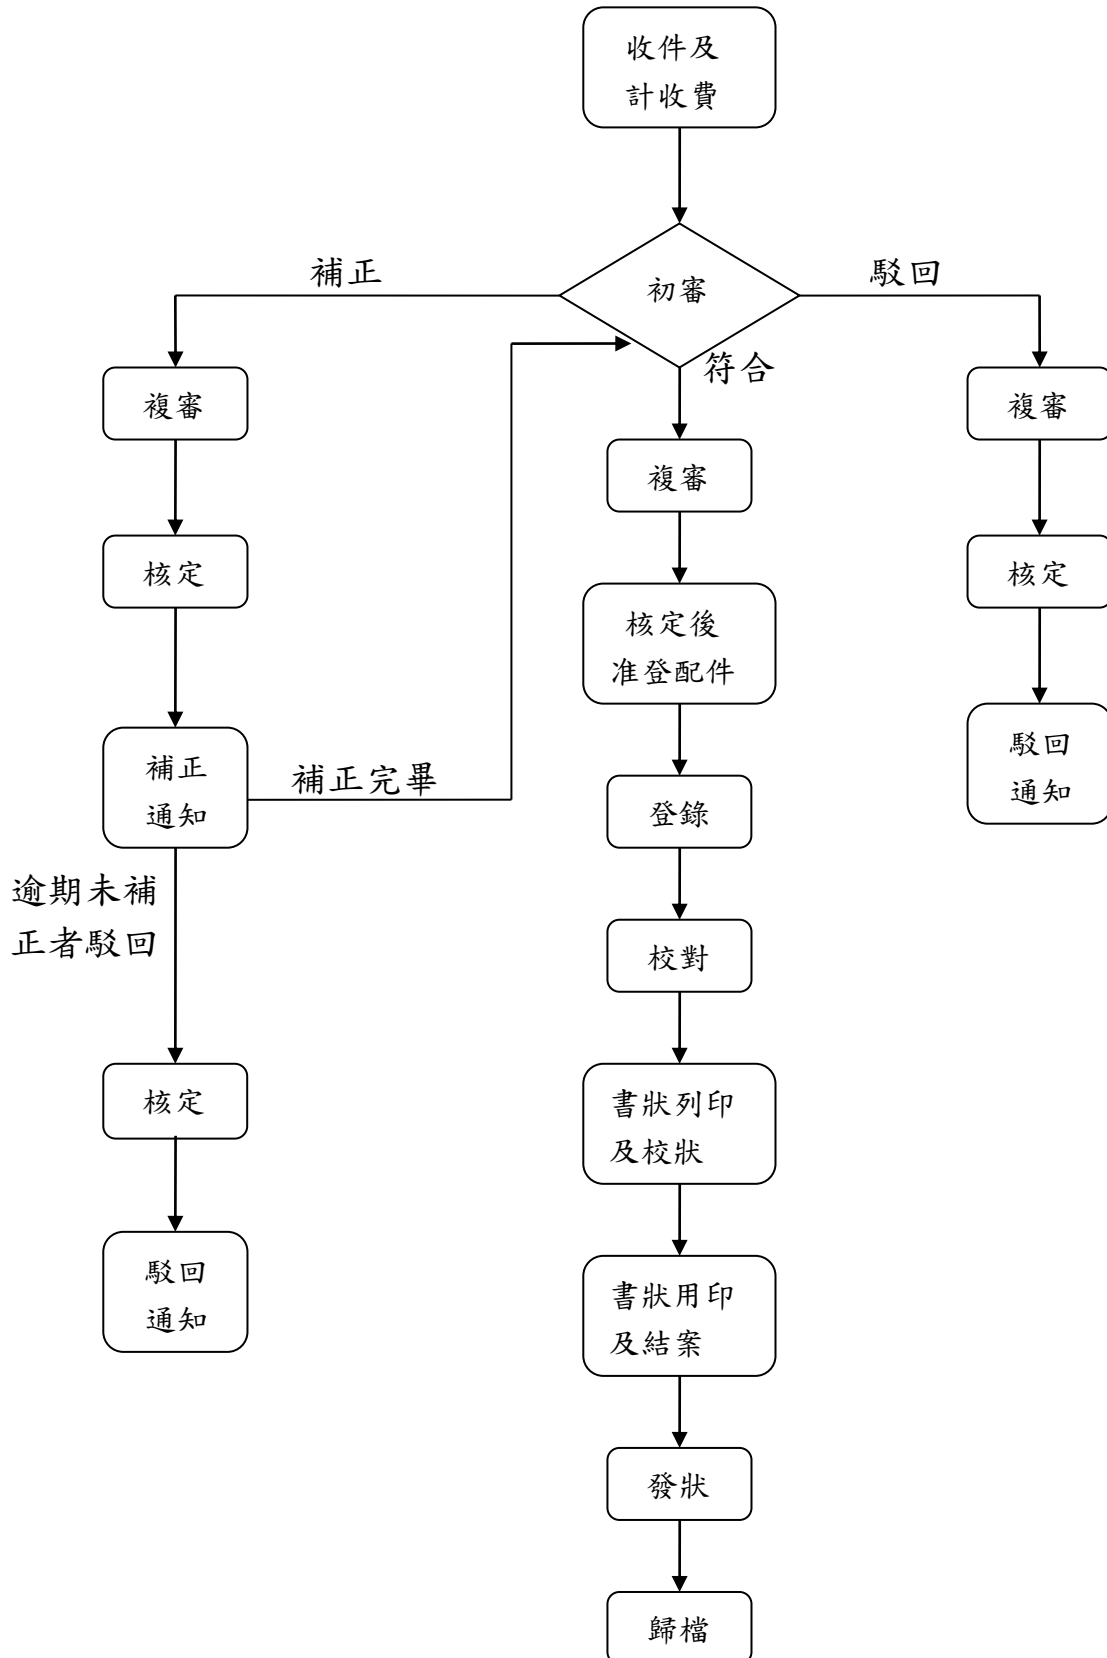 收件及
計收費
補正
初審
駁回
符合
複審
複審
複審
核定
核定
核定後
准登配件
補正
通知
補正完畢
駁回
通知
登錄
逾期未補
正者駁回
校對
核定
書狀列印
及校狀
駁回
通知
書狀用印
及結案
發狀
歸檔